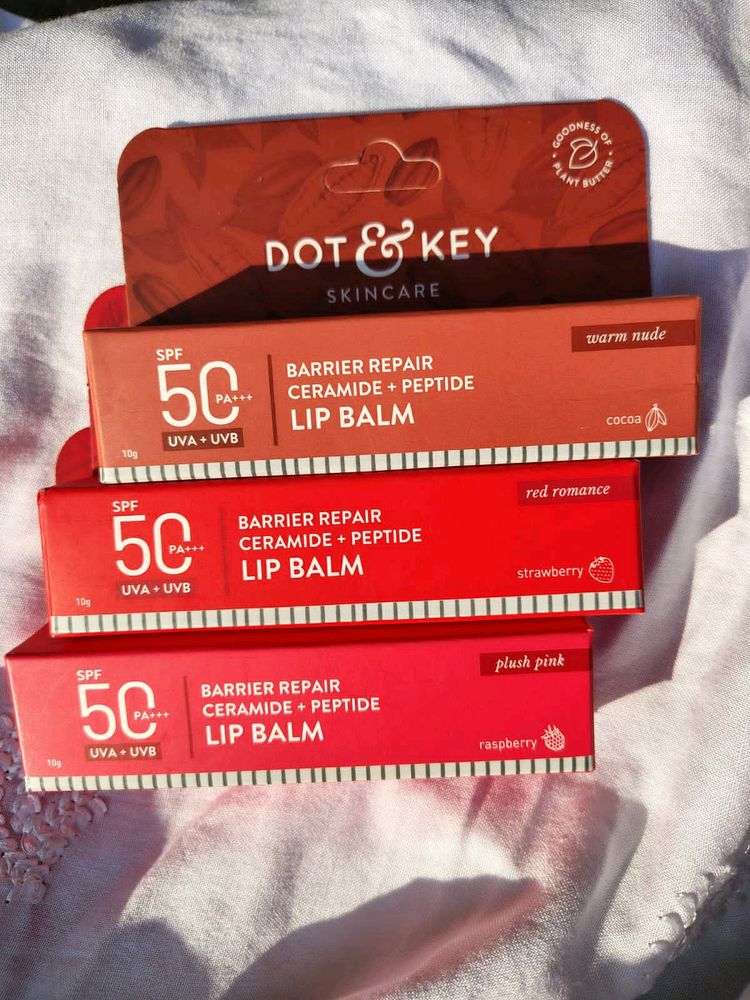 GOODNESS OF
PLANT BUTTER
DOT & KEY
SKINCARE
warm nude
SPF
50
PA+++
UVA + UVB
BARRIER REPAIR
CERAMIDE + PEPTIDE
LIP BALM
cocoa
10g
red romance
SPF
50
PA+++
UVA + UVB
BARRIER REPAIR
CERAMIDE + PEPTIDE
LIP BALM
strawberry
10g
plush pink
SPF
50
PA+++
UVA + UVB
BARRIER REPAIR
CERAMIDE + PEPTIDE
LIP BALM
raspberry
10g